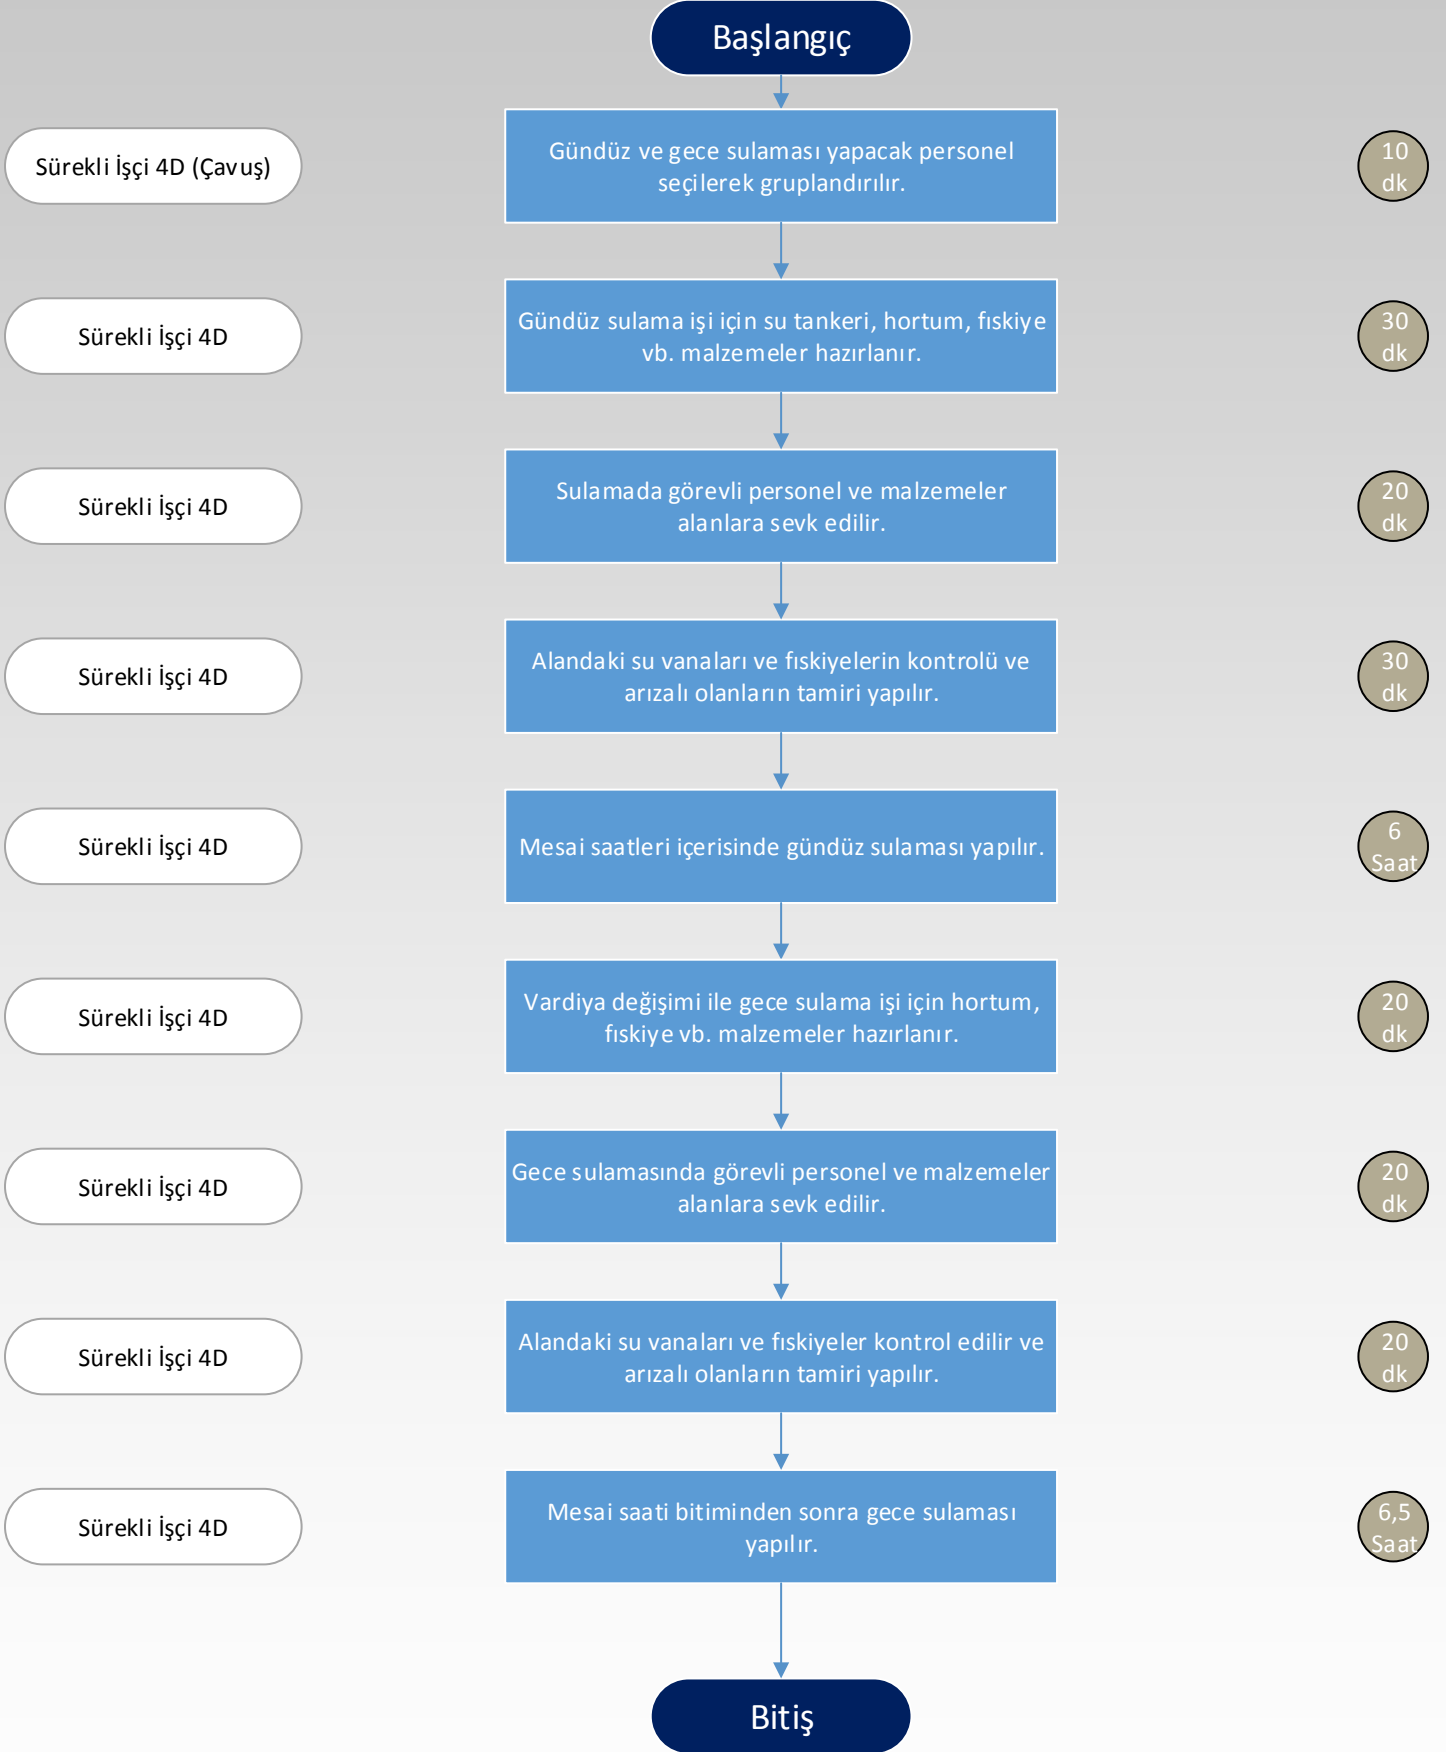 Başlangıç
Sürekli İşçi 4D (Çavuş)
Gündüz ve gece sulaması yapacak personel
seçilerek gruplandırılır.
10
dk
Sürekli İşçi 4D
Gündüz sulama işi için su tankeri, hortum, fıskiye
vb. malzemeler hazırlanır.
30
dk
Sürekli İşçi 4D
Sulamada görevli personel ve malzemeler
alanlara sevk edilir.
20
dk
Sürekli İşçi 4D
Alandaki su vanaları ve fıskiyelerin kontrolü ve
arızalı olanların tamiri yapılır.
30
dk
Sürekli İşçi 4D
Mesai saatleri içerisinde gündüz sulaması yapılır.
6
Saat
Sürekli İşçi 4D
Vardiya değişimi ile gece sulama işi için hortum,
fıskiye vb. malzemeler hazırlanır.
20
dk
Sürekli İşçi 4D
Gece sulamasında görevli personel ve malzemeler
alanlara sevk edilir.
20
dk
Sürekli İşçi 4D
Alandaki su vanaları ve fıskiyeler kontrol edilir ve
arızalı olanların tamiri yapılır.
20
dk
Sürekli İşçi 4D
Mesai saati bitiminden sonra gece sulaması
yapılır.
6,5
Saat
Bitiş